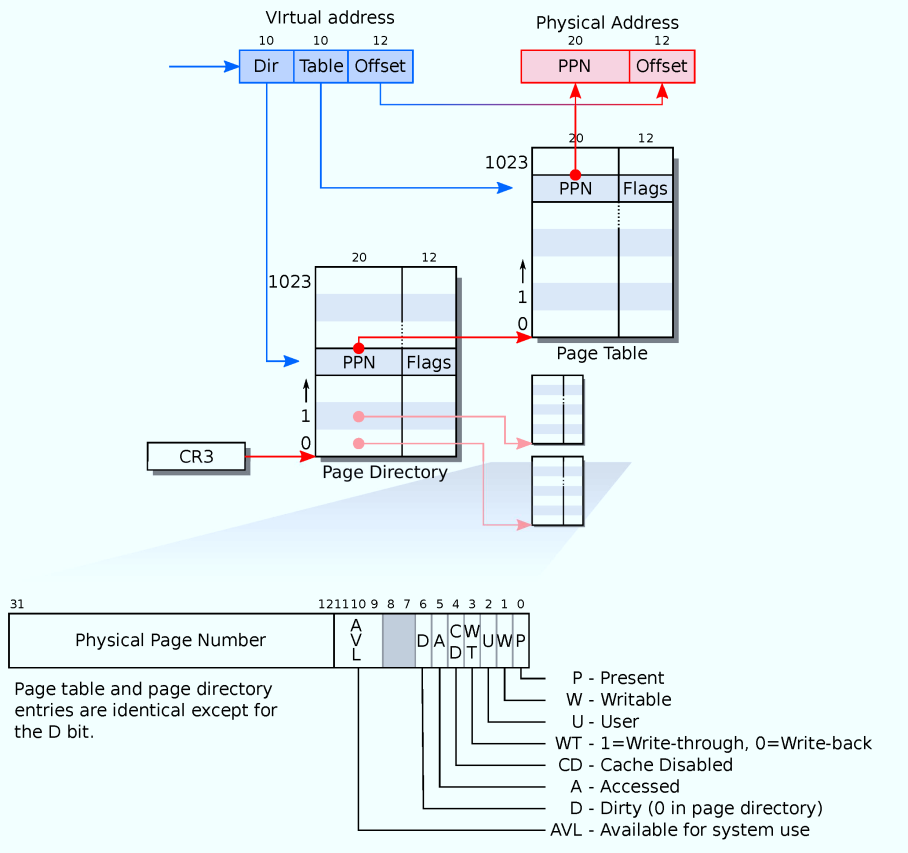 VIrtual address
10 10 12
Dir Table Offset
Physical Address
20 12
PPN Offset
20 12
1023
PPN Flags
1
0
Page Table
20 12
1023
PPN Flags
1
0
Page Directory
CR3
31 12 11 10 9 8 7 6 5 4 3 2 1 0
Physical Page Number AVL D A CD WT U W P
Page table and page directory
entries are identical except for
the D bit.
P - Present
W - Writable
U - User
WT - 1=Write-through, 0=Write-back
CD - Cache Disabled
A - Accessed
D - Dirty (0 in page directory)
AVL - Available for system use